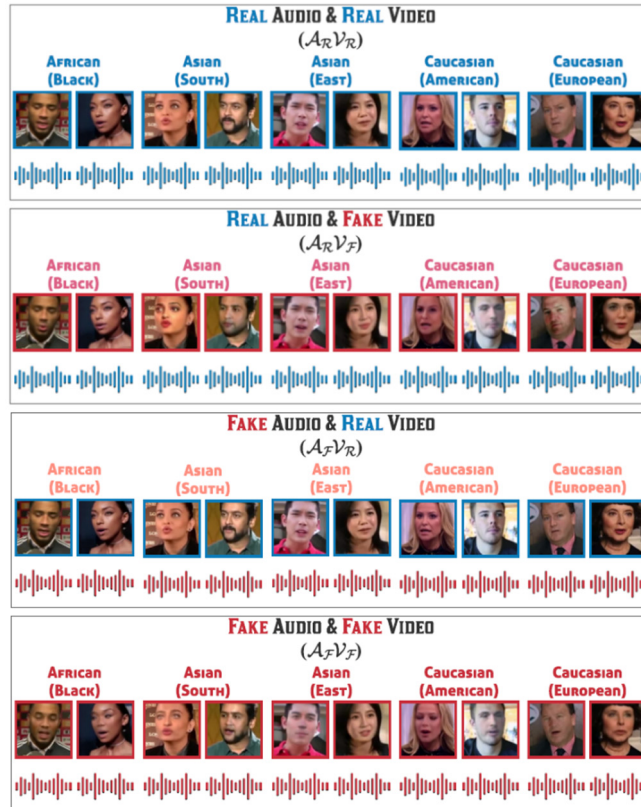 REAL AUDIO & REAL VIDEO
(𝒜ℛ𝒱ℛ)
AFRICAN ASIAN ASIAN CAUCASIAN CAUCASIAN
(BLACK) (SOUTH) (EAST) (AMERICAN) (EUROPEAN)
REAL AUDIO & FAKE VIDEO
(𝒜ℛ𝒱ℱ)
AFRICAN ASIAN ASIAN CAUCASIAN CAUCASIAN
(BLACK) (SOUTH) (EAST) (AMERICAN) (EUROPEAN)
FAKE AUDIO & REAL VIDEO
(𝒜ℱ𝒱ℛ)
AFRICAN ASIAN ASIAN CAUCASIAN CAUCASIAN
(BLACK) (SOUTH) (EAST) (AMERICAN) (EUROPEAN)
FAKE AUDIO & FAKE VIDEO
(𝒜ℱ𝒱ℱ)
AFRICAN ASIAN ASIAN CAUCASIAN CAUCASIAN
(BLACK) (SOUTH) (EAST) (AMERICAN) (EUROPEAN)